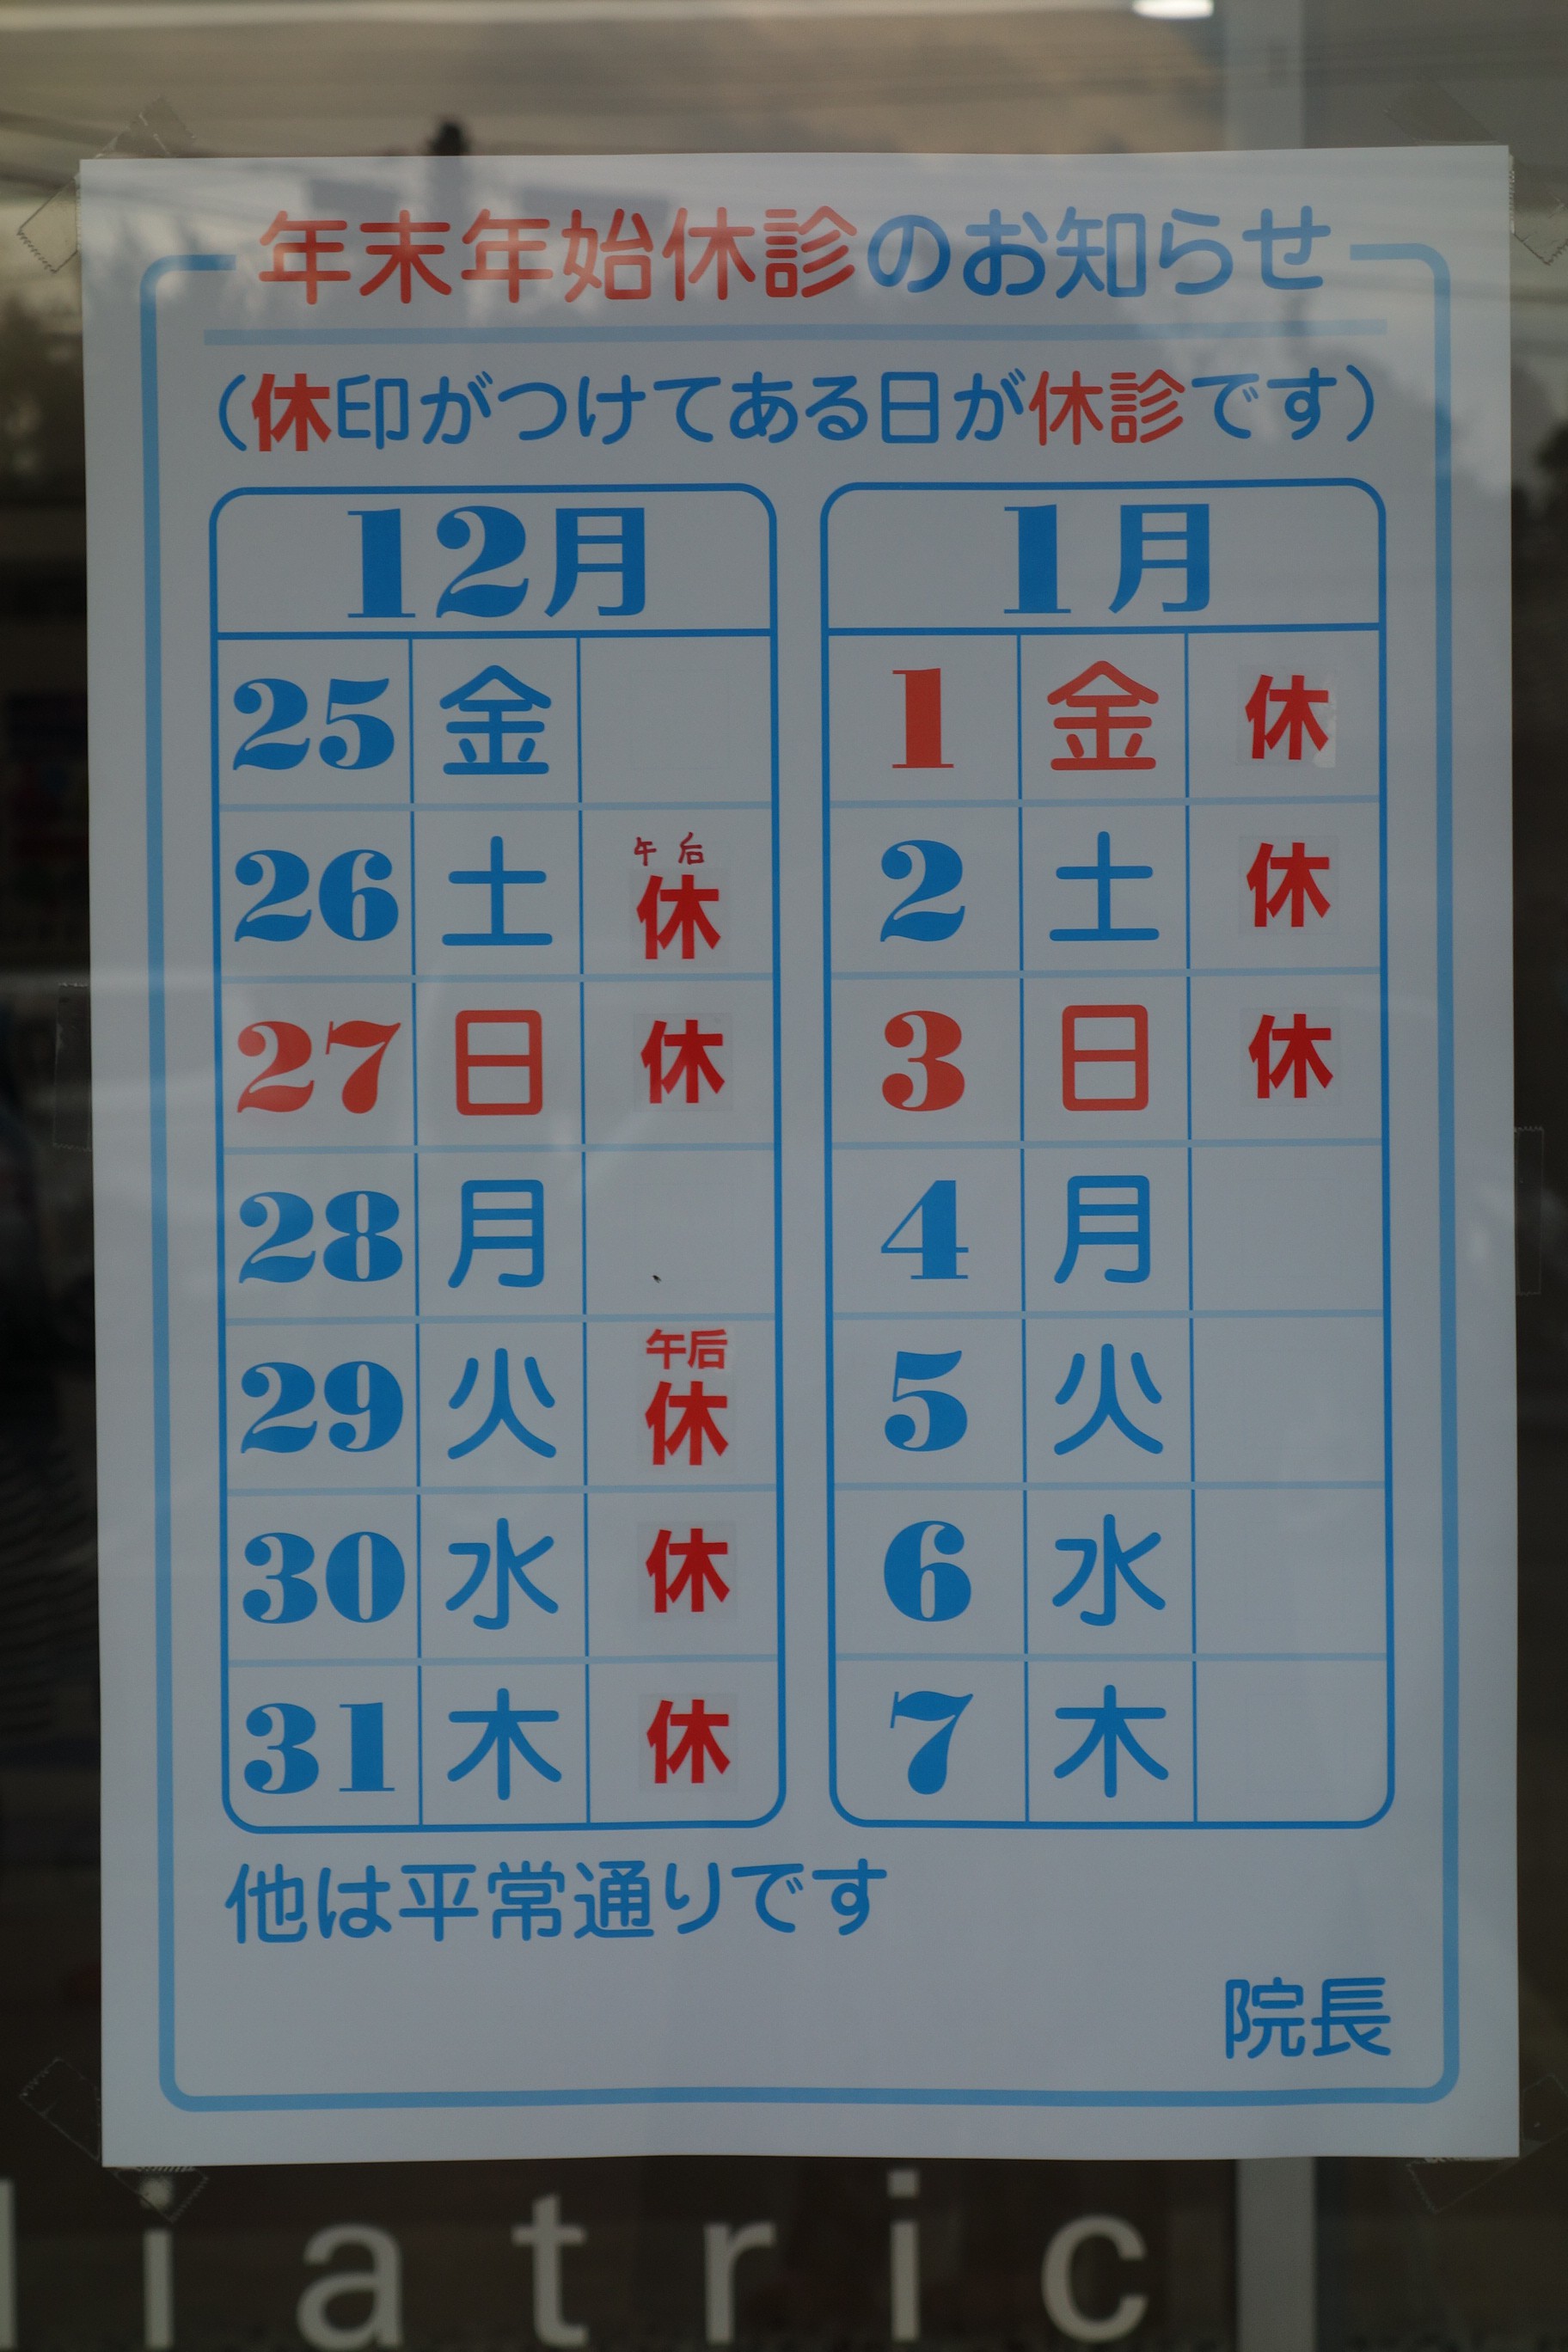 年末年始休診のお知らせ
(休印がつけてある日が休診です)
12月
25 金
26 土 午后 休
27 日 休
28 月
29 火 午后 休
30 水 休
31 木 休
1月
1 金 休
2 土 休
3 日 休
4 月
5 火
6 水
7 木
他は平常通りです
院長
iatric